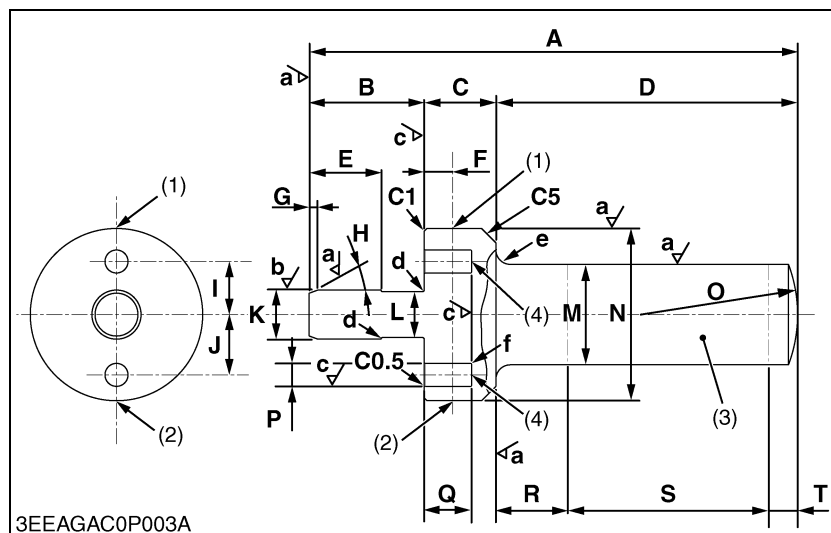 A
a
B C D
c
E F (1)
G C1 C5
(1)
H a a a
b d e
I O
K L (4) M N
J d c
f
C0.5
c
P (4) (3)
(2) (2)
a
Q R S T
3EEAGAC0P003A